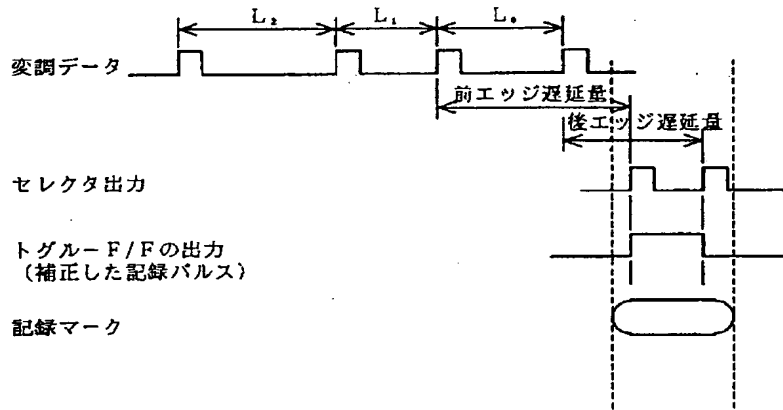 L₂ L₁ L₀
変調データ
前エッジ遅延量
後エッジ遅延量
セレクタ出力
トグルーF/Fの出力
(補正した記録パルス)
記録マーク